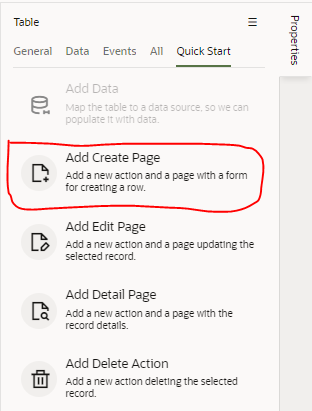 Table
Properties
General Data Events All Quick Start
Add Data
Map the table to a data source, so we can
populate it with data.
Add Create Page
Add a new action and a page with a form
for creating a row.
Add Edit Page
Add a new action and a page updating the
selected record.
Add Detail Page
Add a new action and a page with the
record details.
Add Delete Action
Add a new action deleting the selected
record.